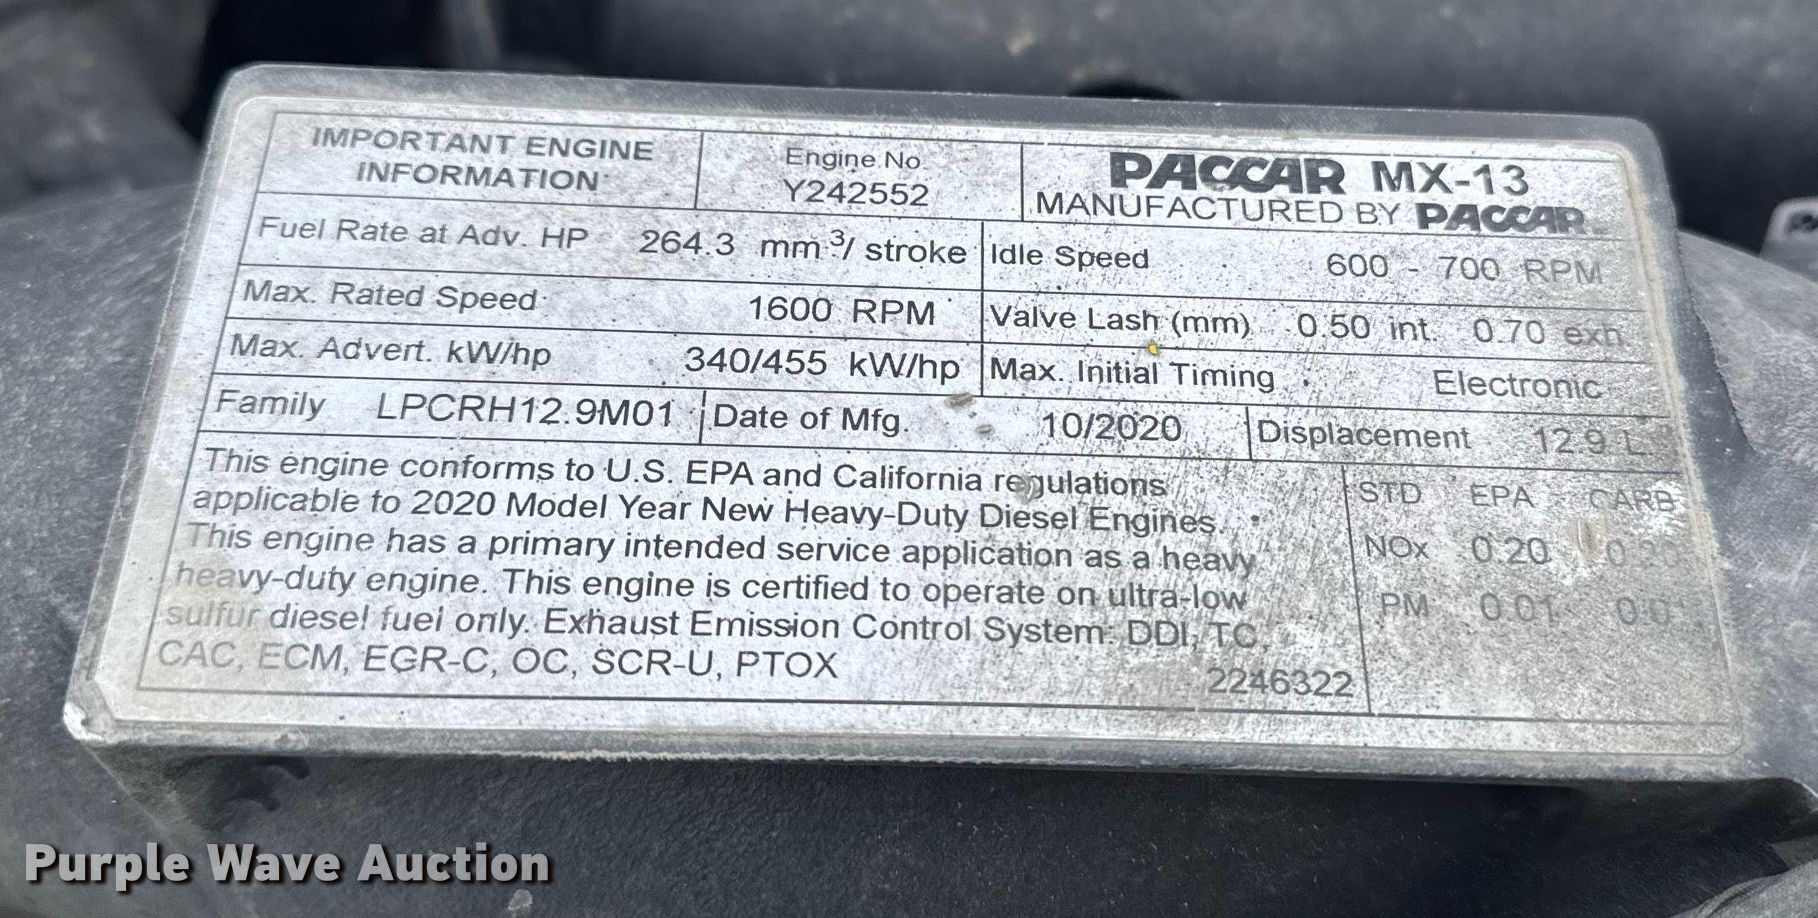 IMPORTANT ENGINE INFORMATION
Engine No.
Y242552
PACCAR MX-13
MANUFACTURED BY PACCAR
Fuel Rate at Adv. HP 264.3 mm3/ stroke
Idle Speed 600 - 700 RPM
Max. Rated Speed 1600 RPM
Valve Lash (mm) 0.50 int. 0.70 exh.
Max. Advert. kW/hp 340/455 kW/hp
Max. Initial Timing Electronic
Family LPCRH12.9M01
Date of Mfg. 10/2020
Displacement 12.9 L
This engine conforms to U.S. EPA and California regulations
applicable to 2020 Model Year New Heavy-Duty Diesel Engines.
This engine has a primary intended service application as a heavy
heavy-duty engine. This engine is certified to operate on ultra-low
sulfur diesel fuel only. Exhaust Emission Control System: DDI, TC,
CAC, ECM, EGR-C, OC, SCR-U, PTOX
2246322
STD EPA CARB
NOx 0.20 0.20
PM 0.01 0.01
Purple Wave Auction